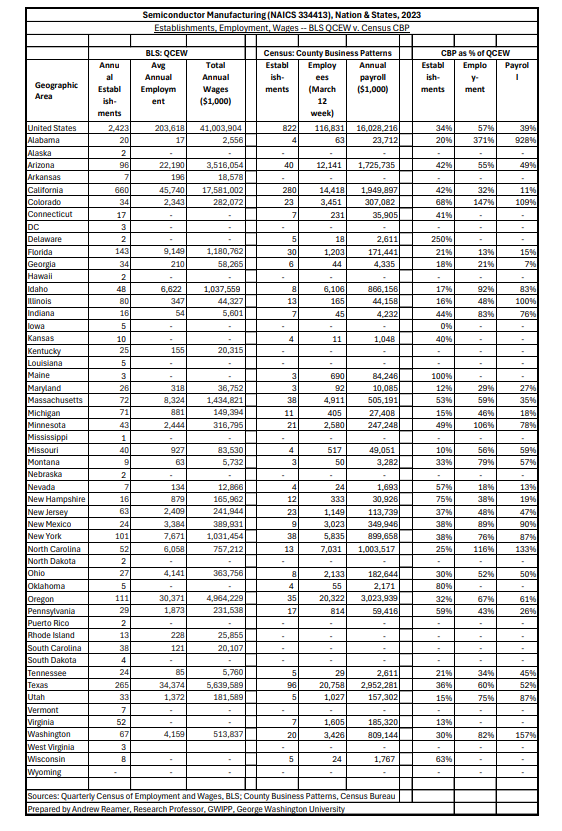 Semiconductor Manufacturing (NAICS 334413), Nation & States, 2023
Establishments, Employment, Wages -- BLS QCEW v. Census CBP
BLS: QCEW Census: County Business Patterns CBP as % of QCEW
Geographic Area Annual Establish-ments Avg Annual Employment Total Annual Wages ($1,000) Establish-ments Employees (March 12 week) Annual payroll ($1,000) Establish-ments Employ-ment Payroll
United States 2,423 203,618 41,003,904 822 116,831 16,028,216 34% 57% 39%
Alabama 20 17 2,556 4 63 23,712 20% 371% 928%
Alaska 2 - - - - - - - -
Arizona 96 22,190 3,516,054 40 12,141 1,725,735 42% 55% 49%
Arkansas 7 196 18,578 - - - - - -
California 660 45,740 17,581,002 280 14,418 1,949,897 42% 32% 11%
Colorado 34 2,343 282,072 23 3,451 307,082 68% 147% 109%
Connecticut 17 - - 7 231 35,905 41% - -
DC 3 - - - - - - - -
Delaware 2 - - 5 18 2,611 250% - -
Florida 143 9,149 1,180,762 30 1,203 171,441 21% 13% 15%
Georgia 34 210 58,265 6 44 4,335 18% 21% 7%
Hawaii 2 - - - - - - - -
Idaho 48 6,622 1,037,559 8 6,106 866,156 17% 92% 83%
Illinois 80 347 44,327 13 165 44,158 16% 48% 100%
Indiana 16 54 5,601 7 45 4,232 44% 83% 76%
Iowa 5 - - - - - 0% - -
Kansas 10 - - 4 11 1,048 40% - -
Kentucky 25 155 20,315 - - - - - -
Louisiana 5 - - - - - - - -
Maine 3 - - 3 690 84,246 100% - -
Maryland 26 318 36,752 3 92 10,085 12% 29% 27%
Massachusetts 72 8,324 1,434,821 38 4,911 505,191 53% 59% 35%
Michigan 71 881 149,394 11 405 27,408 15% 46% 18%
Minnesota 43 2,444 316,795 21 2,580 247,248 49% 106% 78%
Mississippi 1 - - - - - - - -
Missouri 40 927 83,530 4 517 49,051 10% 56% 59%
Montana 9 63 5,732 3 50 3,282 33% 79% 57%
Nebraska 2 - - - - - - - -
Nevada 7 134 12,866 4 24 1,693 57% 18% 13%
New Hampshire 16 879 165,962 12 333 30,926 75% 38% 19%
New Jersey 63 2,409 241,944 23 1,149 113,739 37% 48% 47%
New Mexico 24 3,384 389,931 9 3,023 349,946 38% 89% 90%
New York 101 7,671 1,031,454 38 5,835 899,658 38% 76% 87%
North Carolina 52 6,058 757,212 13 7,031 1,003,517 25% 116% 133%
North Dakota 2 - - - - - - - -
Ohio 27 4,141 363,756 8 2,133 182,644 30% 52% 50%
Oklahoma 5 - - 4 55 2,171 80% - -
Oregon 111 30,371 4,964,229 35 20,322 3,023,939 32% 67% 61%
Pennsylvania 29 1,873 231,538 17 814 59,416 59% 43% 26%
Puerto Rico 2 - - - - - - - -
Rhode Island 13 228 25,855 - - - - - -
South Carolina 38 121 20,107 - - - - - -
South Dakota 4 - - - - - - - -
Tennessee 24 85 5,760 5 29 2,611 21% 34% 45%
Texas 265 34,374 5,639,589 96 20,758 2,952,281 36% 60% 52%
Utah 33 1,372 181,589 5 1,027 157,302 15% 75% 87%
Vermont 7 - - - - - - - -
Virginia 52 - - 7 1,605 185,320 13% - -
Washington 67 4,159 513,837 20 3,426 809,144 30% 82% 157%
West Virginia 3 - - - - - - -
Wisconsin 8 - - 5 24 1,767 63% - -
Wyoming - - - - - - - - -
Sources: Quarterly Census of Employment and Wages, BLS; County Business Patterns, Census Bureau
Prepared by Andrew Reamer, Research Professor, GWIPP, George Washington University